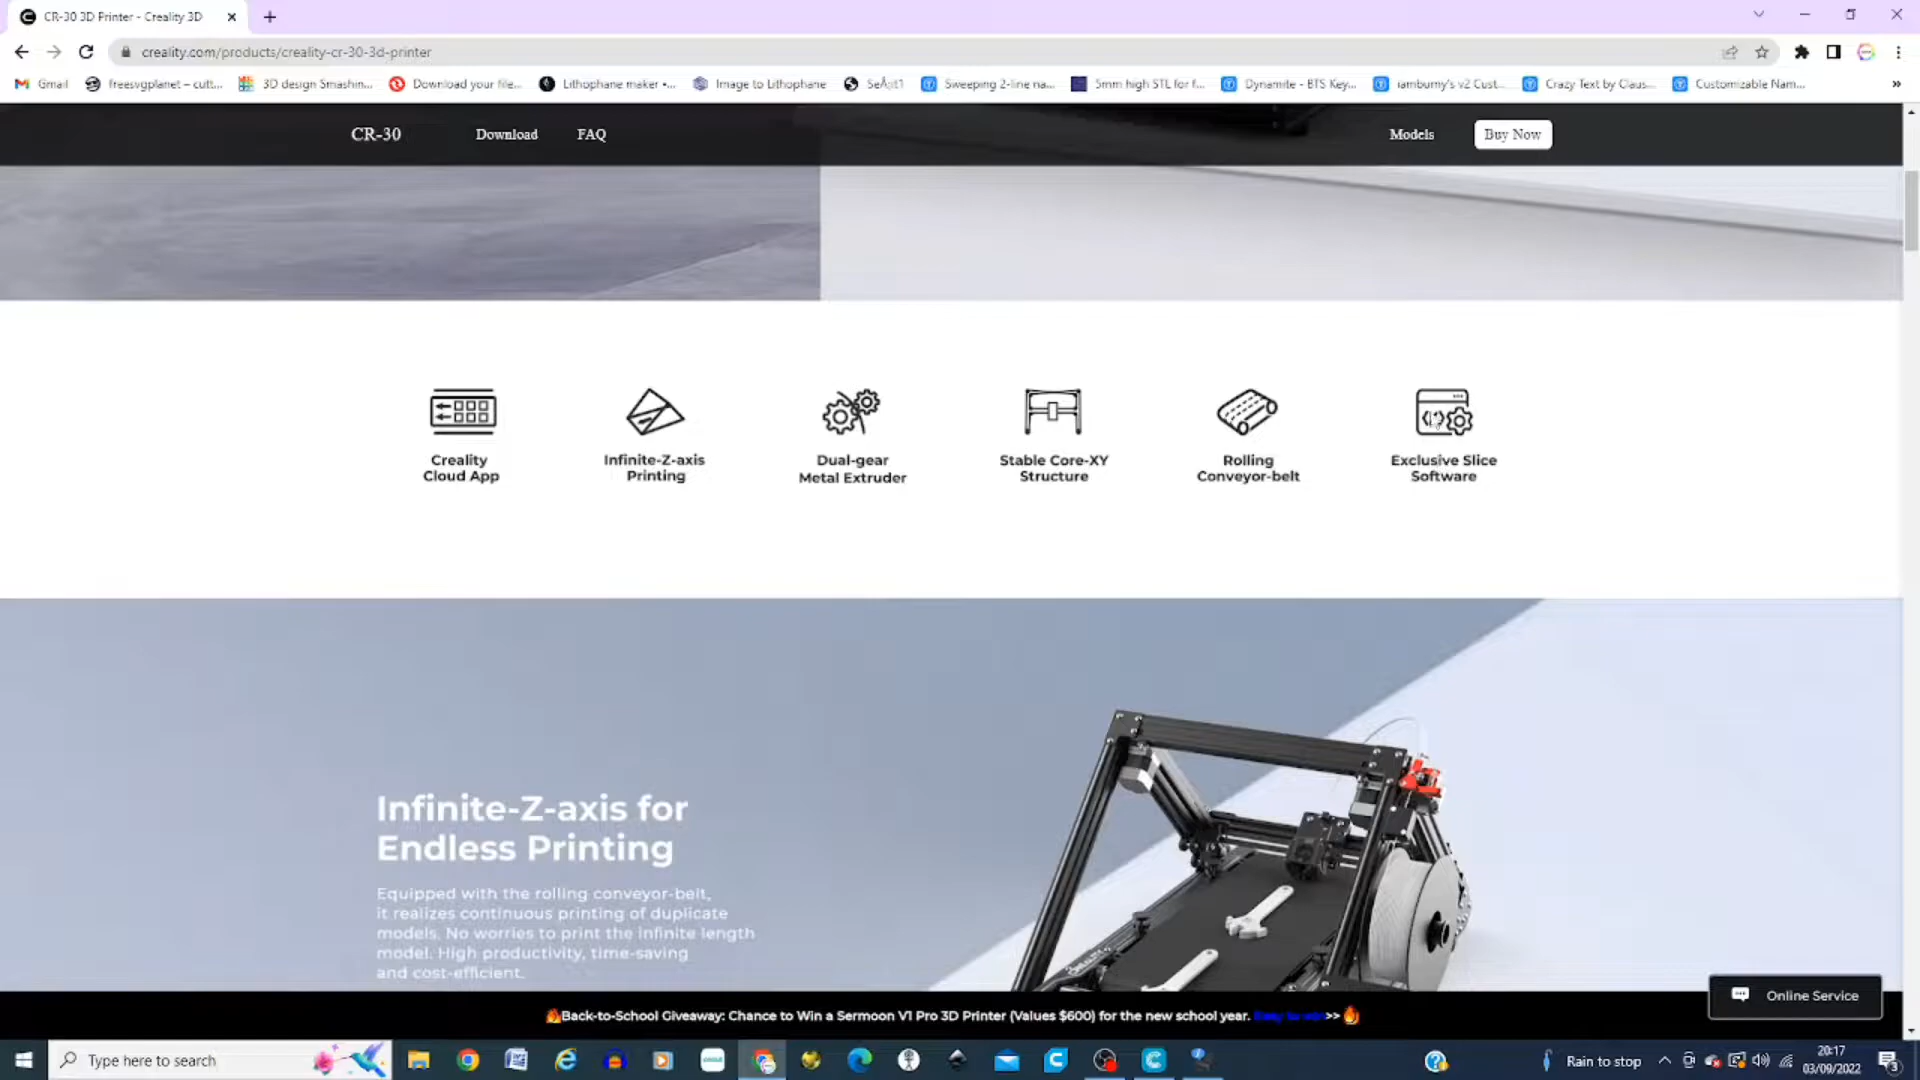 CR-30 3D Printer - Creality 3D
creality.com/products/creality-cr-30-3d-printer
Gmail
freesvgplanet – cutt...
3D design Smashin...
Download your file...
Lithophane maker •...
Image to Lithophane
SeÅ¡t1
Sweeping 2-line na...
5mm high STL for f...
Dynamite - BTS Key...
iamburny's v2 Cust...
Crazy Text by Claus...
Customizable Nam...
CR-30
Download
FAQ
Models
Buy Now
Creality
Cloud App
Infinite-Z-axis
Printing
Dual-gear
Metal Extruder
Stable Core-XY
Structure
Rolling
Conveyor-belt
Exclusive Slice
Software
Infinite-Z-axis for
Endless Printing
Equipped with the rolling conveyor-belt,
it realizes continuous printing of duplicate
models. No worries to print the infinite length
model. High productivity, time-saving
and cost-efficient.
Online Service
🔥Back-to-School Giveaway: Chance to Win a Sermoon V1 Pro 3D Printer (Values $600) for the new school year. >> 🔥
Type here to search
Rain to stop
20:17
03/09/2022
3